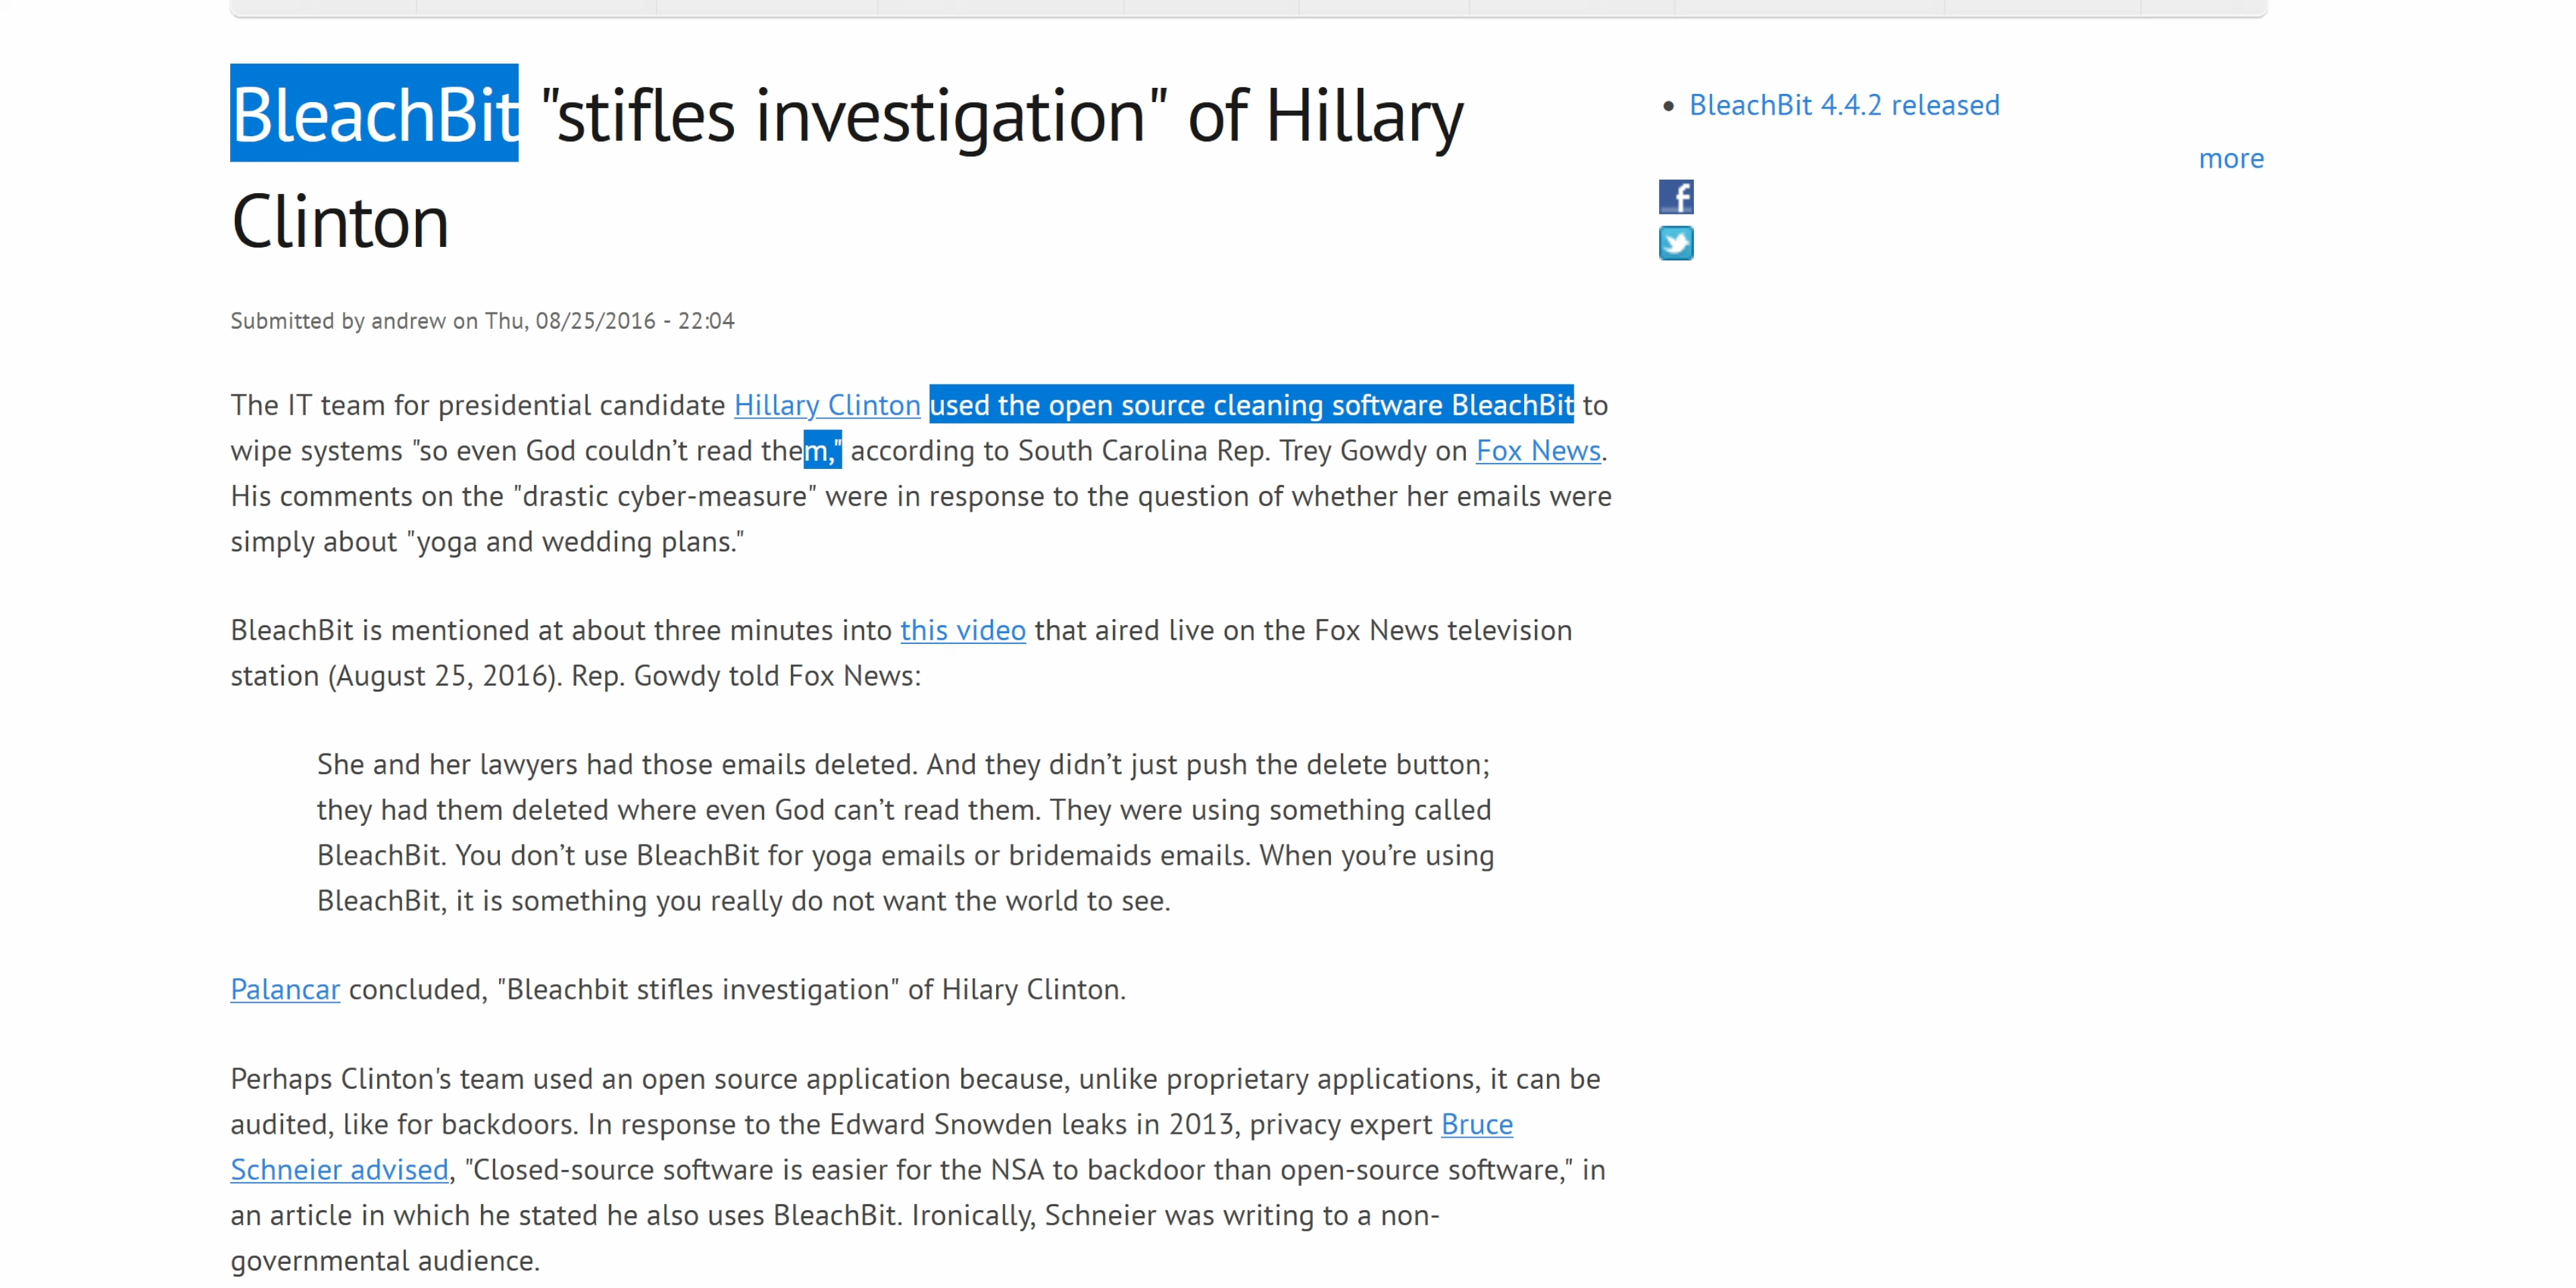 BleachBit "stifles investigation" of Hillary
Clinton
Submitted by andrew on Thu, 08/25/2016 - 22:04
The IT team for presidential candidate Hillary Clinton used the open source cleaning software BleachBit to
wipe systems "so even God couldn’t read them," according to South Carolina Rep. Trey Gowdy on Fox News.
His comments on the "drastic cyber-measure" were in response to the question of whether her emails were
simply about "yoga and wedding plans."
BleachBit is mentioned at about three minutes into this video that aired live on the Fox News television
station (August 25, 2016). Rep. Gowdy told Fox News:
She and her lawyers had those emails deleted. And they didn’t just push the delete button;
they had them deleted where even God can’t read them. They were using something called
BleachBit. You don’t use BleachBit for yoga emails or bridemaids emails. When you’re using
BleachBit, it is something you really do not want the world to see.
Palancar concluded, "Bleachbit stifles investigation" of Hilary Clinton.
Perhaps Clinton's team used an open source application because, unlike proprietary applications, it can be
audited, like for backdoors. In response to the Edward Snowden leaks in 2013, privacy expert Bruce
Schneier advised, "Closed-source software is easier for the NSA to backdoor than open-source software," in
an article in which he stated he also uses BleachBit. Ironically, Schneier was writing to a non-
governmental audience.
BleachBit 4.4.2 released
more